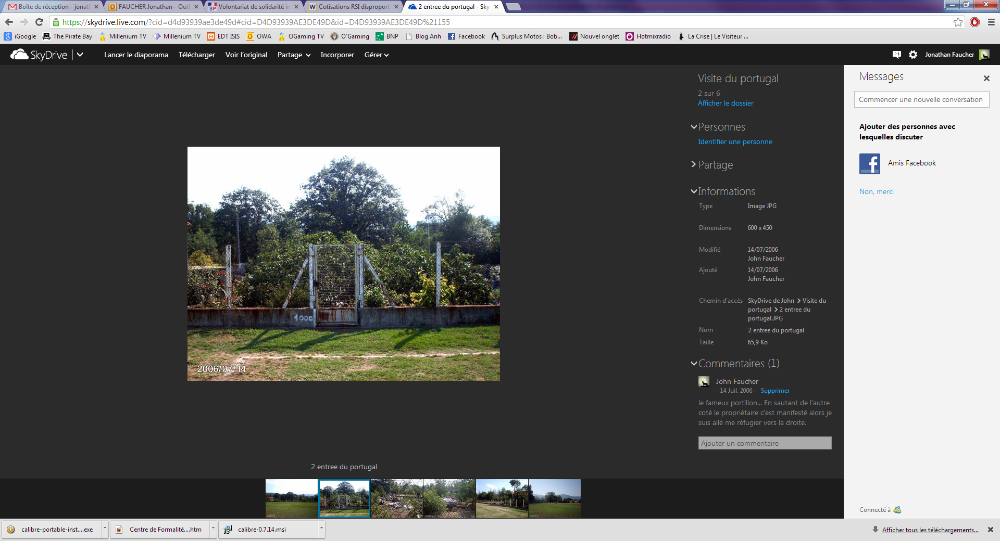 Boîte de réception - jonat
FAUCHER Jonathan - Outl
Volontariat de solidarité in
Cotisations RSI disproport
2 entree du portugal - Sky
https://skydrive.live.com/?cid=d4d93939ae3de49d#cid=D4D93939AE3DE49D&id=D4D93939AE3DE49D%21155
iGoogle The Pirate Bay Millenium TV Millenium TV EDT ISIS OWA OGaming TV O'Gaming BNP Blog Anh Facebook Surplus Motos : Bob... Nouvel onglet Hotmixradio La Crise | Le Visiteur ...
SkyDrive Lancer le diaporama Télécharger Voir l'original Partage Incorporer Gérer Jonathan Faucher
1000
2006/07/14
2 entree du portugal
Visite du portugal
2 sur 6
Afficher le dossier
Personnes
Identifier une personne
Partage
Informations
Type Image JPG
Dimensions 600 x 450
Modifié 14/07/2006
John Faucher
Ajouté 14/07/2006
John Faucher
Chemin d'accès SkyDrive de John > Visite du
portugal > 2 entree du
portugal.JPG
Nom 2 entree du portugal
Taille 65,9 Ko
Commentaires (1)
John Faucher
- 14 Juil. 2006 - Supprimer
le fameux portillon... En sautant de l'autre
coté le propriétaire c'est manifesté alors je
suis allé me réfugier vers la droite.
Ajouter un commentaire
Messages
Commencer une nouvelle conversation
Ajouter des personnes avec
lesquelles discuter
Amis Facebook
Non, merci
Connecté à
calibre-portable-inst....exe Centre de Formalité....htm calibre-0.7.14.msi Afficher tous les téléchargements...